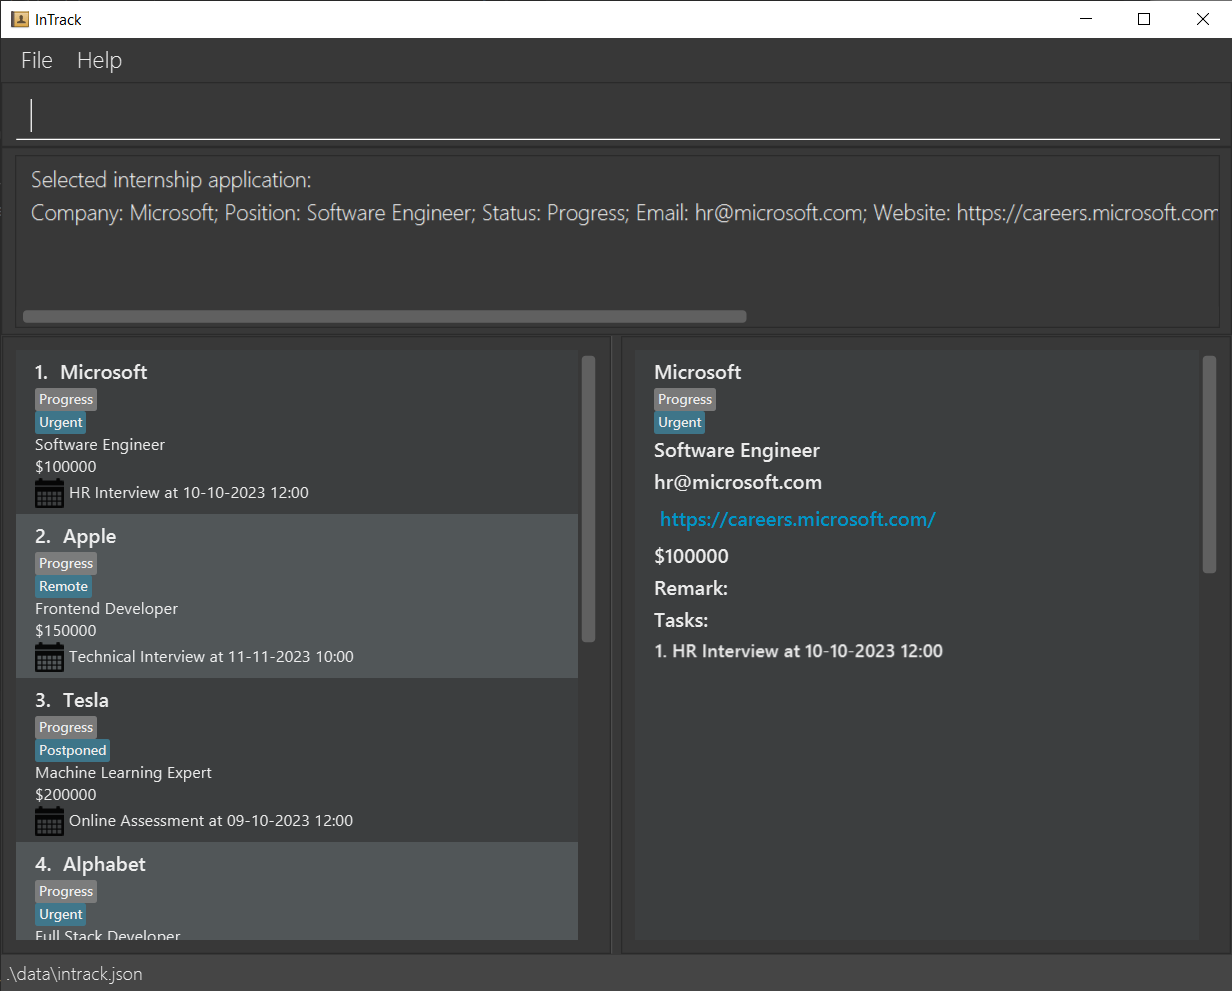 InTrack
File Help
Selected internship application:
Company: Microsoft; Position: Software Engineer; Status: Progress; Email: hr@microsoft.com; Website: https://careers.microsoft.com
1. Microsoft
Progress
Urgent
Software Engineer
$100000
HR Interview at 10-10-2023 12:00
2. Apple
Progress
Remote
Frontend Developer
$150000
Technical Interview at 11-11-2023 10:00
3. Tesla
Progress
Postponed
Machine Learning Expert
$200000
Online Assessment at 09-10-2023 12:00
4. Alphabet
Progress
Urgent
Full Stack Developer
Microsoft
Progress
Urgent
Software Engineer
hr@microsoft.com
https://careers.microsoft.com/
$100000
Remark:
Tasks:
1. HR Interview at 10-10-2023 12:00
.\data\intrack.json